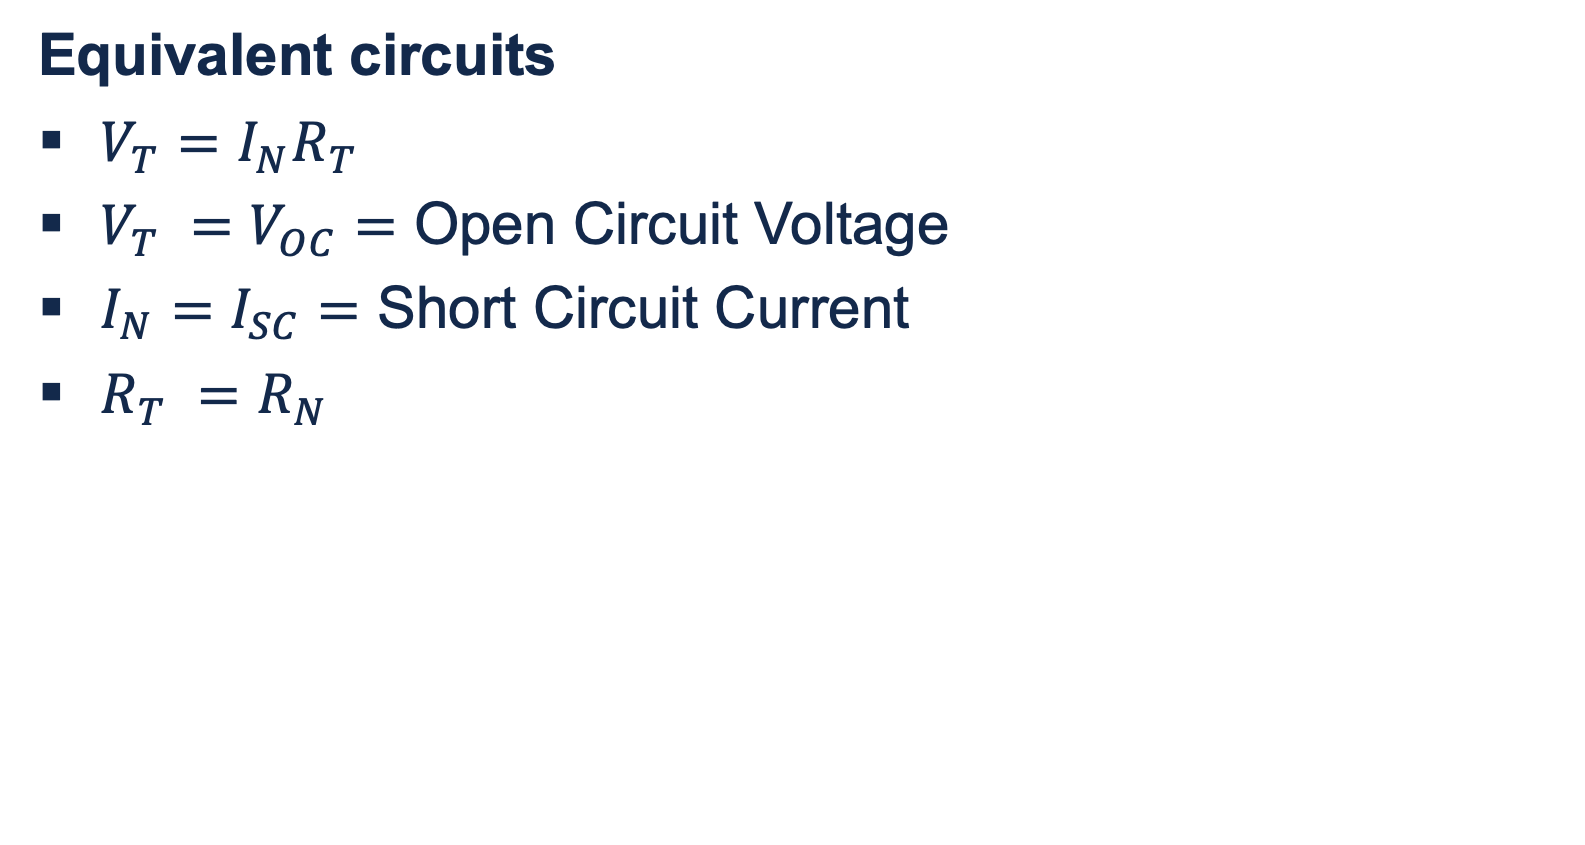 Equivalent circuits
▪ V_T = I_N R_T
▪ V_T = V_OC = Open Circuit Voltage
▪ I_N = I_SC = Short Circuit Current
▪ R_T = R_N